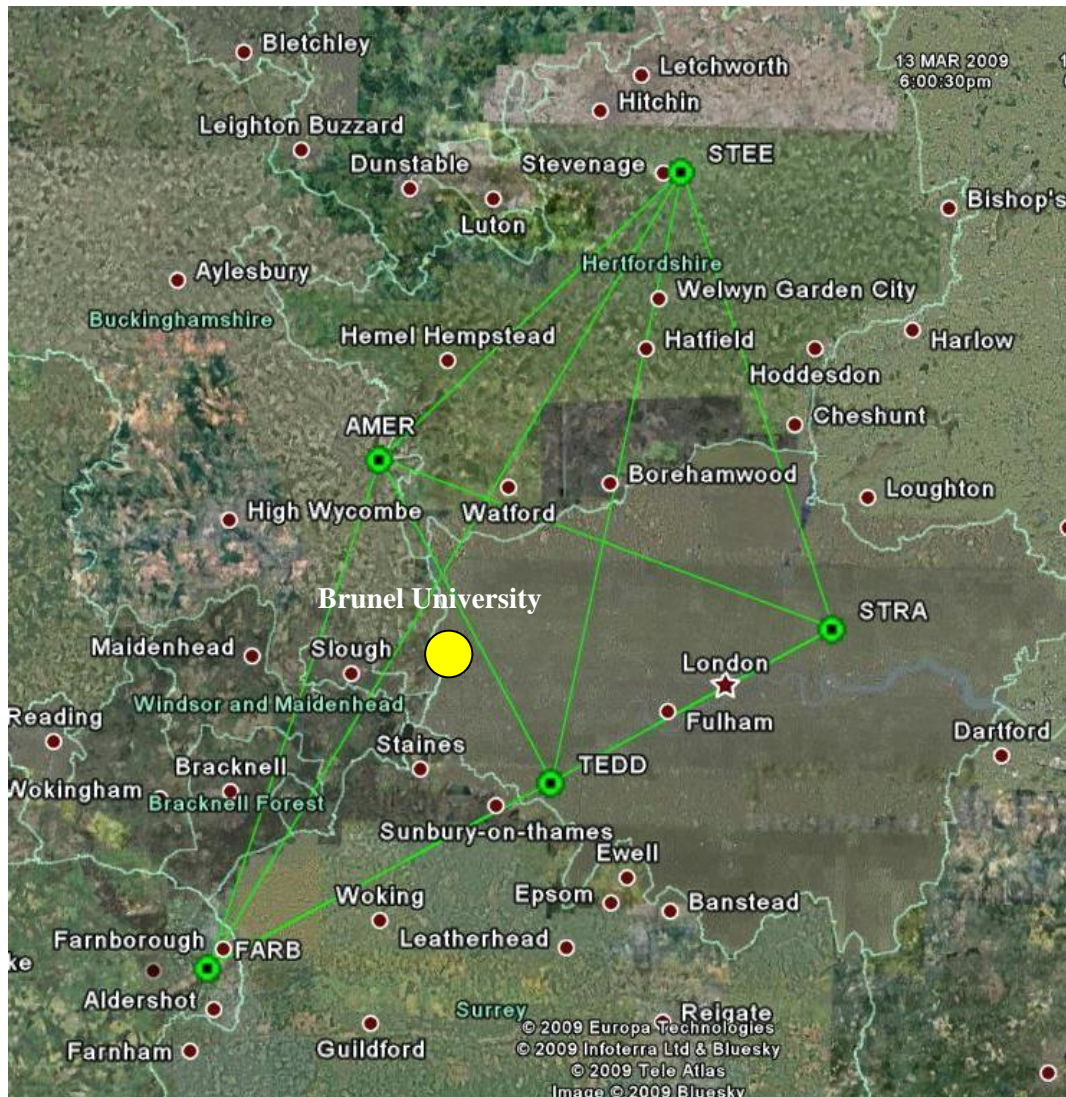 Bletchley
Letchworth
13 MAR 2009
6:00:30pm
Hitchin
Leighton Buzzard
Dunstable
Stevenage
STEE
Luton
Bishop's
Hertfordshire
Aylesbury
Welwyn Garden City
Buckinghamshire
Hemel Hempstead
Hatfield
Harlow
Hoddesdon
AMER
Cheshunt
Borehamwood
Loughton
High Wycombe
Watford
Brunel University
STRA
Maidenhead
Slough
London
Windsor and Maidenhead
Reading
Fulham
Dartford
Staines
Bracknell
TEDD
Wokingham
Bracknell Forest
Sunbury-on-thames
Ewell
Woking
Epsom
Banstead
Farnborough
FARB
Leatherhead
ke
Aldershot
Surrey
Reigate
© 2009 Europa Technologies
Farnham
Guildford
© 2009 Infoterra Ltd & Bluesky
© 2009 Tele Atlas
Image © 2009 Bluesky